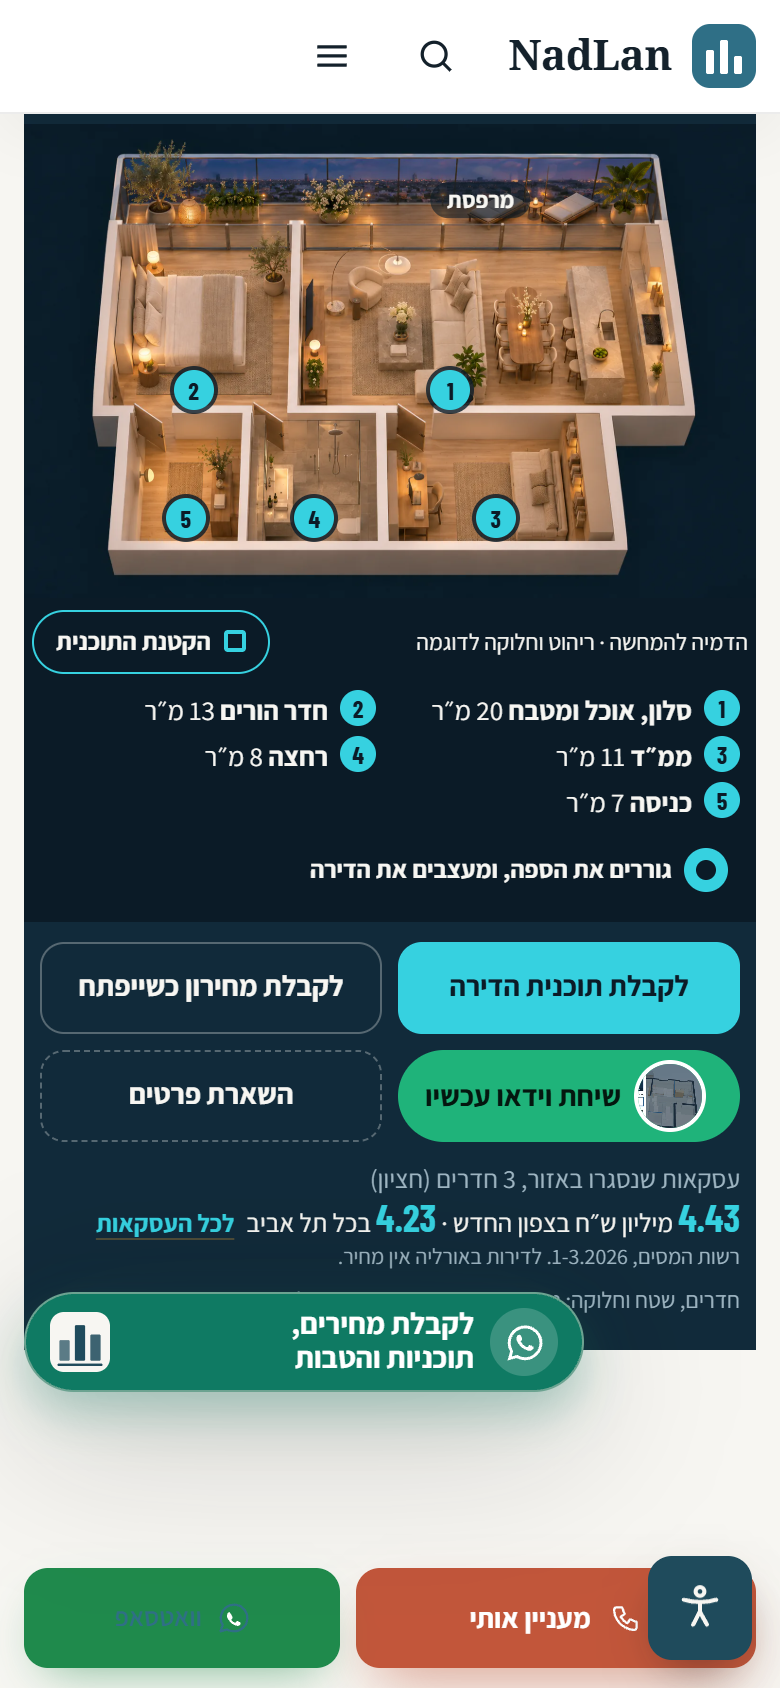 NadLan
מרפסת
2
1
5
4
3
הדמיה להמחשה · ריהוט וחלוקה לדוגמה
הקטנת התוכנית
1 סלון, אוכל ומטבח 20 מ״ר
2 חדר הורים 13 מ״ר
3 ממ״ד 11 מ״ר
4 רחצה 8 מ״ר
5 כניסה 7 מ״ר
גוררים את הספה, ומעצבים את הדירה
לקבלת תוכנית הדירה
לקבלת מחירון כשייפתח
שיחת וידאו עכשיו
השארת פרטים
עסקאות שנסגרו באזור, 3 חדרים (חציון)
4.43 מיליון ש״ח בצפון החדש · 4.23 בכל תל אביב לכל העסקאות
רשות המסים, 1-3.2026. לדירות באורליה אין מחיר.
חדרים, שטח וחלוקה:
לקבלת מחירים,
תוכניות והטבות
מעניין אותי
וואטסאפ